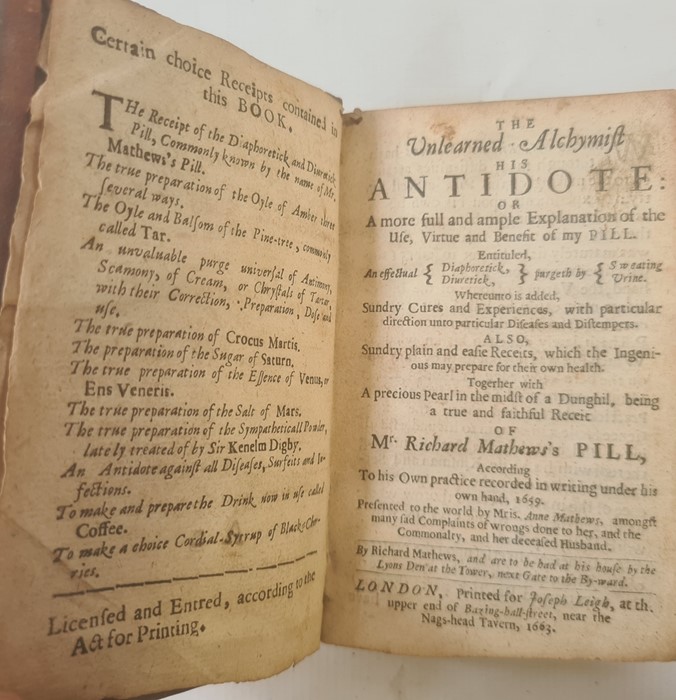 Certain choice Receipts contained in
this BOOK.
THe Receipt of the Diaphoretick and Diuretick
Pill, Commonly known by the name of Mr.
Mathews's Pill.
The true preparation of the Oyle of Amber three
ſeveral ways.
The Oyle and Balſom of the Pine-tree, commonly
called Tar.
An unvaluable purge univerſal of Antimony,
Scamony, of Cream, or Chryſtals of Tartar,
with their Correction, Preparation, Doſe and
uſe.
The true preparation of Crocus Martis.
The preparation of the Sugar of Saturn.
The true preparation of the Eſſence of Venus, or
Ens Veneris.
The true preparation of the Salt of Mars.
The true preparation of the Sympatheticall Powder,
lately treated of by Sir Kenelm Digby.
An Antidote againſt all Diſeaſes, Surfeits and In-
fections.
To make and prepare the Drink now in uſe called
Coffee.
To make a choice Cordial-Syrup of Black-Cher-
ries.
Licenſed and Entred, according to the
Act for Printing.
THE
Unlearned Alchymiſt
HIS
ANTIDOTE:
OR
A more full and ample Explanation of the
Uſe, Virtue and Benefit of my PILL.
Entituled,
An effectual { Diaphoretick, Diuretick, } purgeth by { Sweating Urine.
Whereunto is added,
Sundry Cures and Experiences, with particular
direction unto particular Diſeaſes and Diſtempers.
ALSO,
Sundry plain and eaſie Receits, which the Ingeni-
ous may prepare for their own health.
Together with
A precious Pearl in the midſt of a Dunghil, being
a true and faithful Receit
OF
Mr. Richard Mathews's PILL,
According
To his Own practice recorded in writing under his
own hand, 1659.
Preſented to the world by Mris. Anne Mathews, amongſt
many ſad Complaints of wrongs done to her, and the
Commonalty, and her deceaſed Husband.
By Richard Mathews, and are to be had at his houſe by the
Lyons Den at the Tower, next Gate to the By-ward.
LONDON, Printed for Joſeph Leigh, at th.
upper end of Bazing-hall-ſtreet, near the
Nags-head Tavern, 1663.